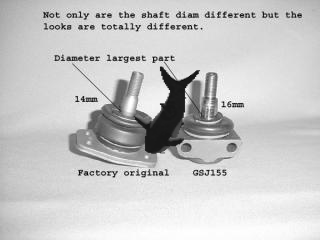 Not only are the shaft diam different but the
looks are totally different.
Diameter largest part
14mm
16mm
Factory original GSJ155